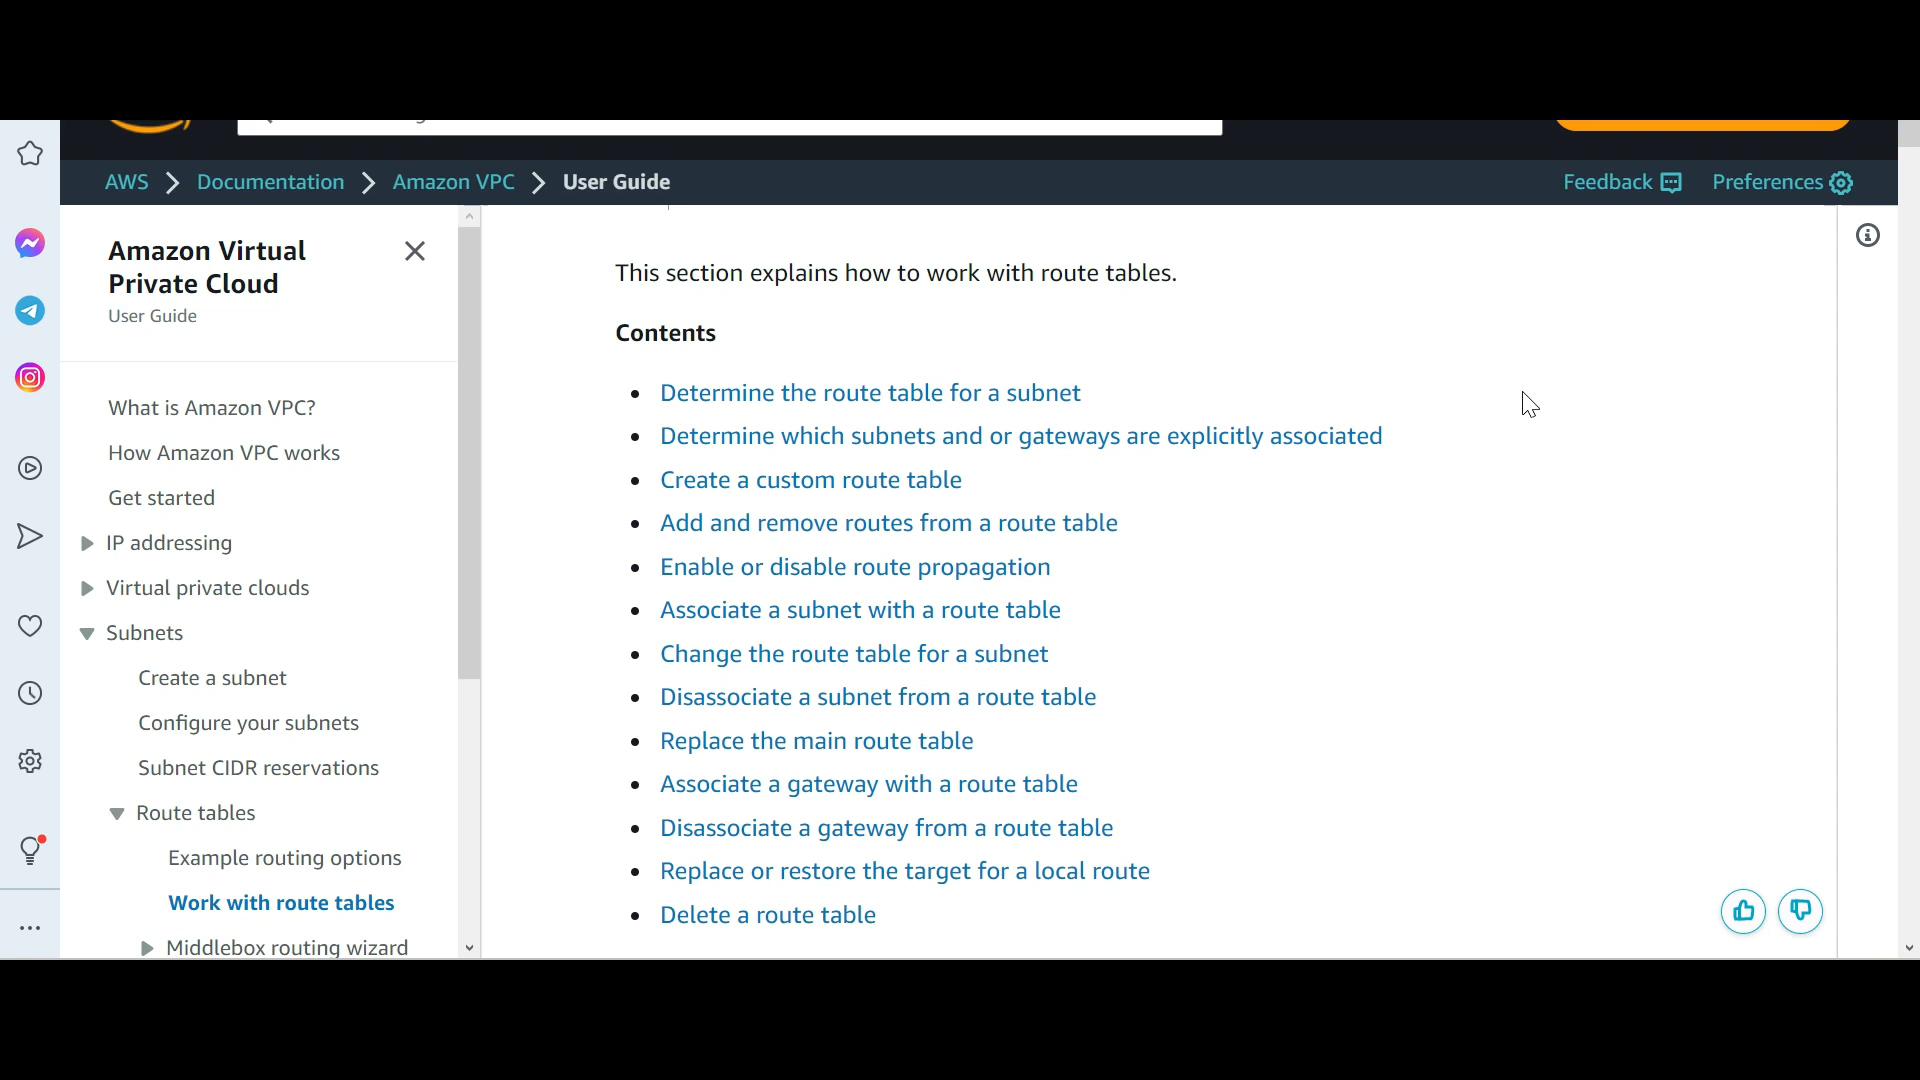 AWS Documentation Amazon VPC User Guide Feedback Preferences
Amazon Virtual
Private Cloud
User Guide
What is Amazon VPC?
How Amazon VPC works
Get started
IP addressing
Virtual private clouds
Subnets
Create a subnet
Configure your subnets
Subnet CIDR reservations
Route tables
Example routing options
Work with route tables
Middlebox routing wizard
This section explains how to work with route tables.
Contents
Determine the route table for a subnet
Determine which subnets and or gateways are explicitly associated
Create a custom route table
Add and remove routes from a route table
Enable or disable route propagation
Associate a subnet with a route table
Change the route table for a subnet
Disassociate a subnet from a route table
Replace the main route table
Associate a gateway with a route table
Disassociate a gateway from a route table
Replace or restore the target for a local route
Delete a route table